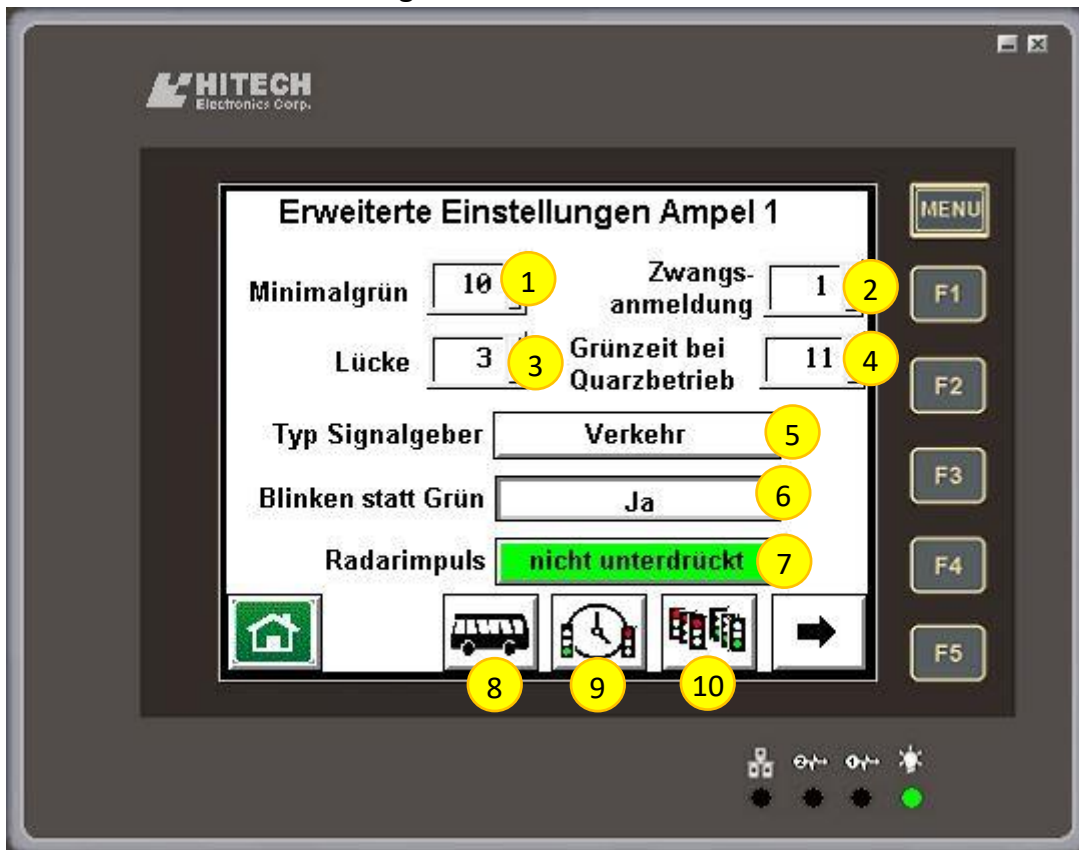 HITECH
Electronics Corp.
Erweiterte Einstellungen Ampel 1
MENU
Minimalgrün 10 1 Zwangs-
anmeldung 1 2
F1
Lücke 3 3 Grünzeit bei
Quarzbetrieb 11 4
F2
Typ Signalgeber Verkehr 5
F3
Blinken statt Grün Ja 6
Radarimpuls nicht unterdrückt 7
F4
8 9 10
F5